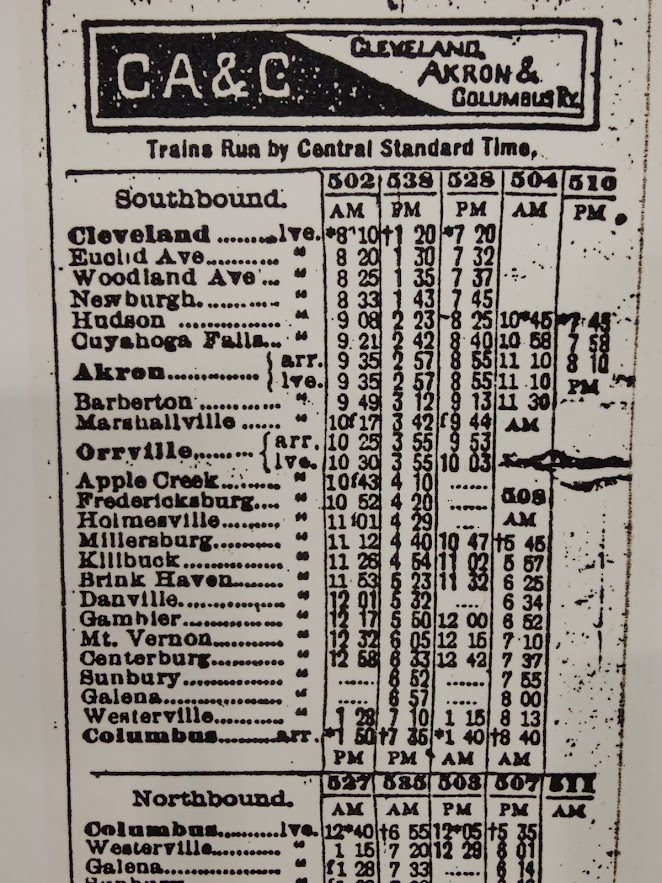 CA&C
CLEVELAND,
AKRON &
COLUMBUS RY.
Trains Run by Central Standard Time,
Southbound. 502 538 528 504 510
AM PM PM AM PM
Cleveland ........lve. *8 10 †1 20 *7 20
Euclid Ave............ “ 8 20 1 30 7 32
Woodland Ave... “ 8 25 1 35 7 37
Newburgh............ “ 8 33 1 43 7 45
Hudson ............... “ 9 08 2 23 8 25 10*45 *7 45
Cuyahoga Falls... “ 9 21 2 42 8 40 10 58 7 58
Akron.............. { arr. 9 35 2 57 8 55 11 10 8 10
lve. 9 35 2 57 8 55 11 10 PM
Barberton ........... “ 9 49 3 12 9 13 11 30
Marshallville ...... “ 10f17 3 42 f9 44 AM
Orrville......... { arr. 10 25 3 55 9 53
lve. 10 30 3 55 10 03
Apple Creek......... “ 10f43 4 10 ......
Fredericksburg.... “ 10 52 4 20 ...... 508
Holmesville.......... “ 11f01 4 29 ..... AM
Millersburg.......... “ 11 12 4 40 10 47 †5 45
Killbuck.............. “ 11 26 4 54 11 02 5 57
Brink Haven........ “ 11 53 5 23 11 32 6 25
Danville............... “ 12 01 5 32 ..... 6 34
Gambier.............. “ 12 17 5 50 12 00 6 52
Mt. Vernon.......... “ 12 32 6 05 12 15 7 10
Centerburg.......... “ 12 58 6 33 12 42 7 37
Sunbury............... “ ...... 6 52 ...... 7 55
Galena................. “ ...... 6 57 ...... 8 00
Westerville........... “ 1 28 7 10 1 15 8 13
Columbus.........arr. *1 50 †7 35 *1 40 †8 40
PM PM AM AM
Northbound. 527 535 503 507 511
AM AM PM PM AM
Columbus.........lve. 12*40 †6 55 12*05 †5 35
Westerville........... “ 1 15 7 20 12 29 6 01
Galena................. “ f1 28 7 33 ...... 6 14
Sunbury